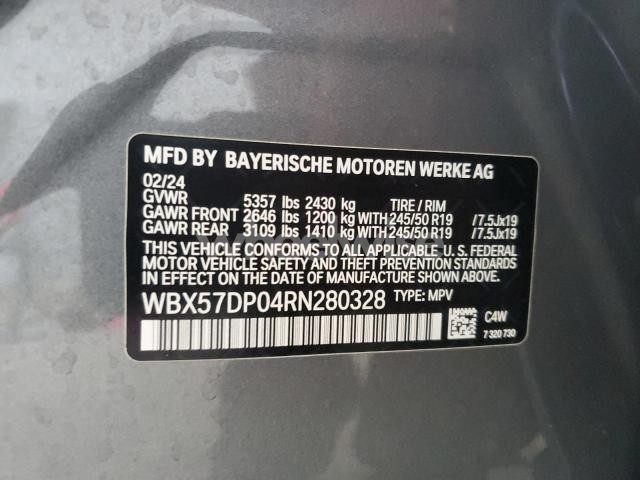 MFD BY BAYERISCHE MOTOREN WERKE AG
02/24
GVWR 5357 lbs 2430 kg TIRE / RIM
GAWR FRONT 2646 lbs 1200 kg WITH 245/50 R19 /7.5Jx19
GAWR REAR 3109 lbs 1410 kg WITH 245/50 R19 /7.5Jx19
THIS VEHICLE CONFORMS TO ALL APPLICABLE U. S. FEDERAL
MOTOR VEHICLE SAFETY AND THEFT PREVENTION STANDARDS
IN EFFECT ON THE DATE OF MANUFACTURE SHOWN ABOVE.
WBX57DP04RN280328 TYPE: MPV
C4W
7 320 730